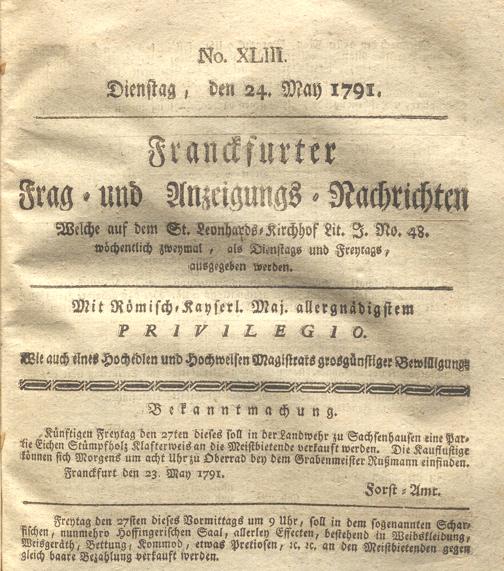 No. XLIII.
Dienstag, den 24. May 1791.
Franckfurter
Frag- und Anzeigungs-Nachrichten
Welche auf dem St. Leonhards-Kirchhof Lit. J. No. 48.
wöchentlich zweymal, als Dienstags und Freytags,
ausgegeben werden.
Mit Römisch-Kayserl. Maj. allergnädigstem
PRIVILEGIO.
Wie auch eines Hochedlen und Hochweisen Magistrats grosgünstiger Bewilligung
Bekanntmachung.
Künftigen Freytag den 27ten dieses soll in der Landwehr zu Sachsenhausen eine Par-
tie Eichen Stumpfholz Klafterweis an die Meistbietende verkauft werden. Die Kauflustige
können sich Morgens um acht Uhr zu Oberrad bey dem Grabenmeister Rußmann einfinden.
Franckfurt den 23. May 1791.
Forst-Amt.
Freytag den 27sten dieses Vormittags um 9 Uhr, soll in dem sogenannten Schar-
fischen, nunmehro Hoffingerischen Saal, allerley Effecten, bestehend in Weibskleidung,
Weisgeräth, Bettung, Kommod, etwas Pretiosen, ꝛc. ꝛc. an den Meistbietenden gegen
gleich baare Bezahlung verkauft werden.